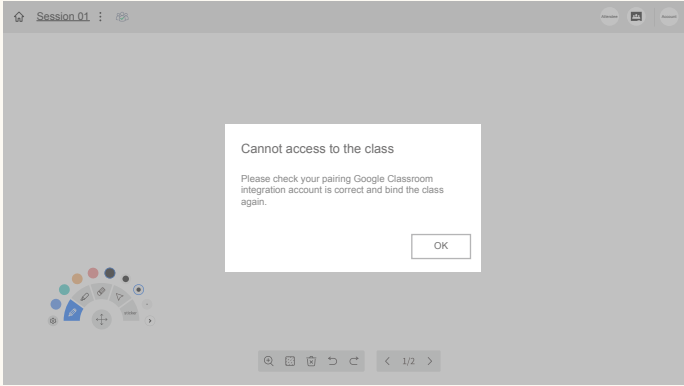 Session 01
Cannot access to the class
Please check your pairing Google Classroom
integration account is correct and bind the class
again.
OK
1/2